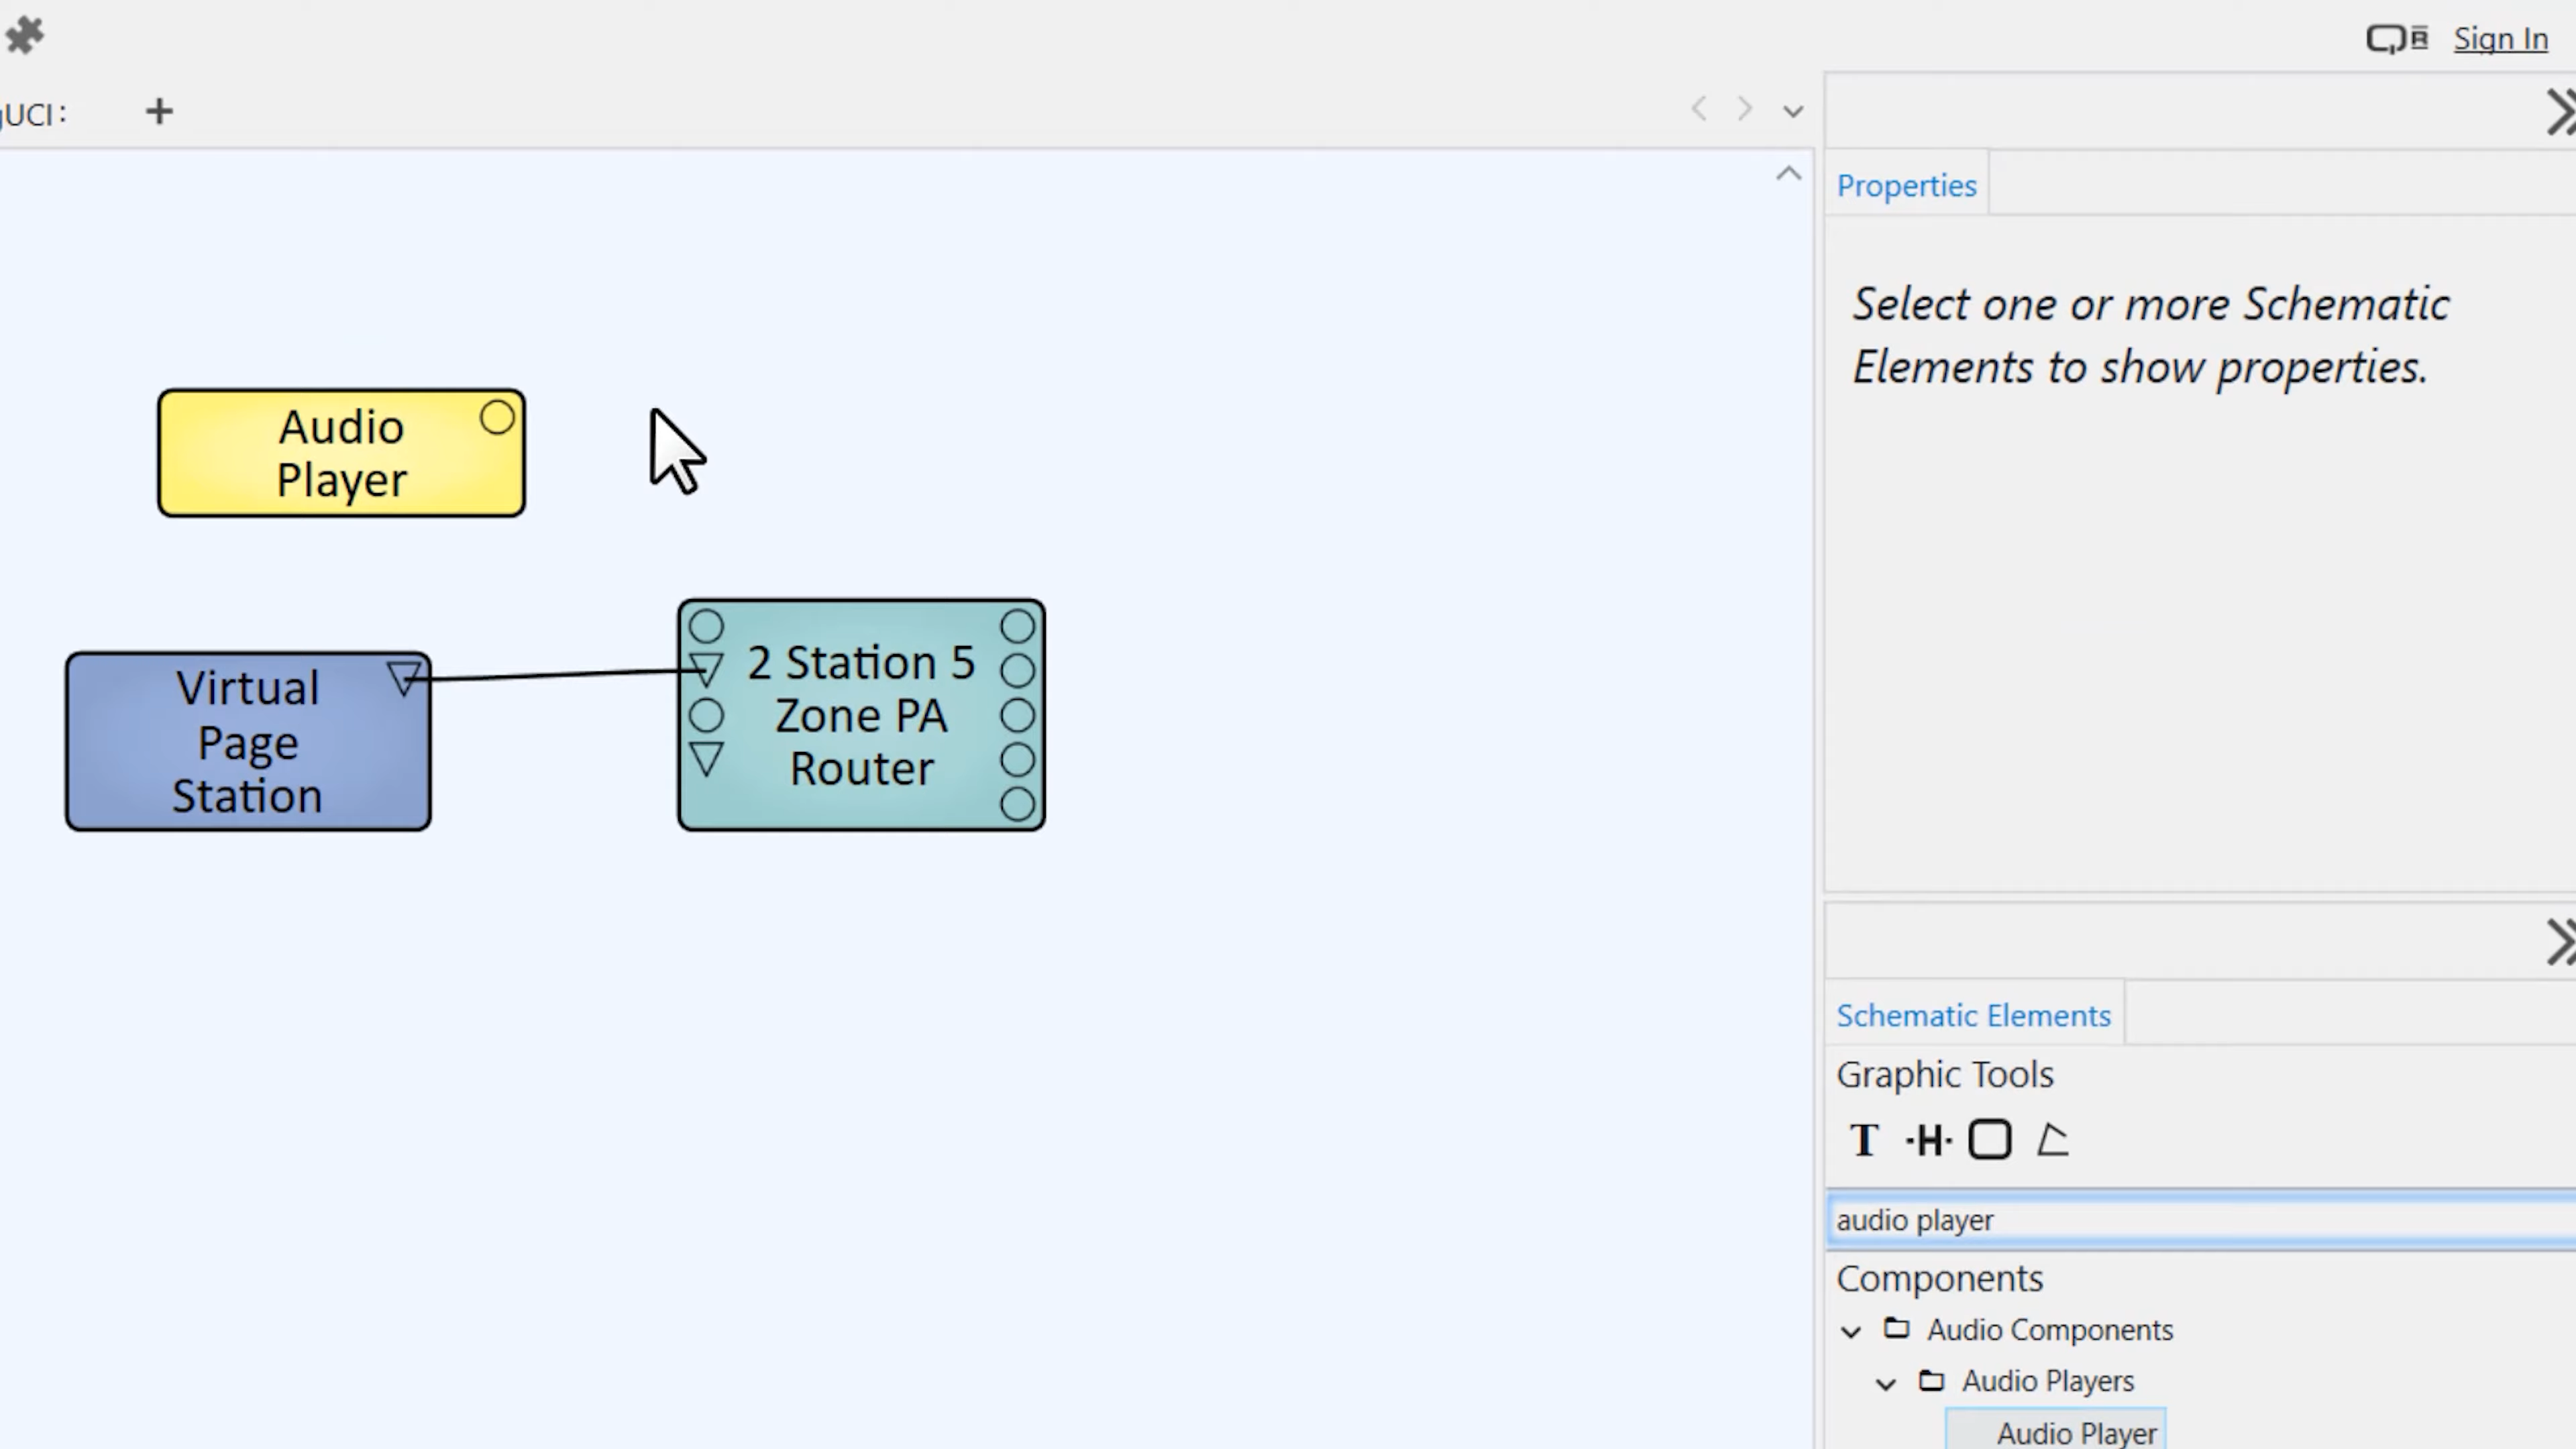 Sign In
gUCI :
Properties
Select one or more Schematic
Elements to show properties.
Audio
Player
Virtual
Page
Station
2 Station 5
Zone PA
Router
Schematic Elements
Graphic Tools
T ·H·
audio player
Components
Audio Components
Audio Players
Audio Player